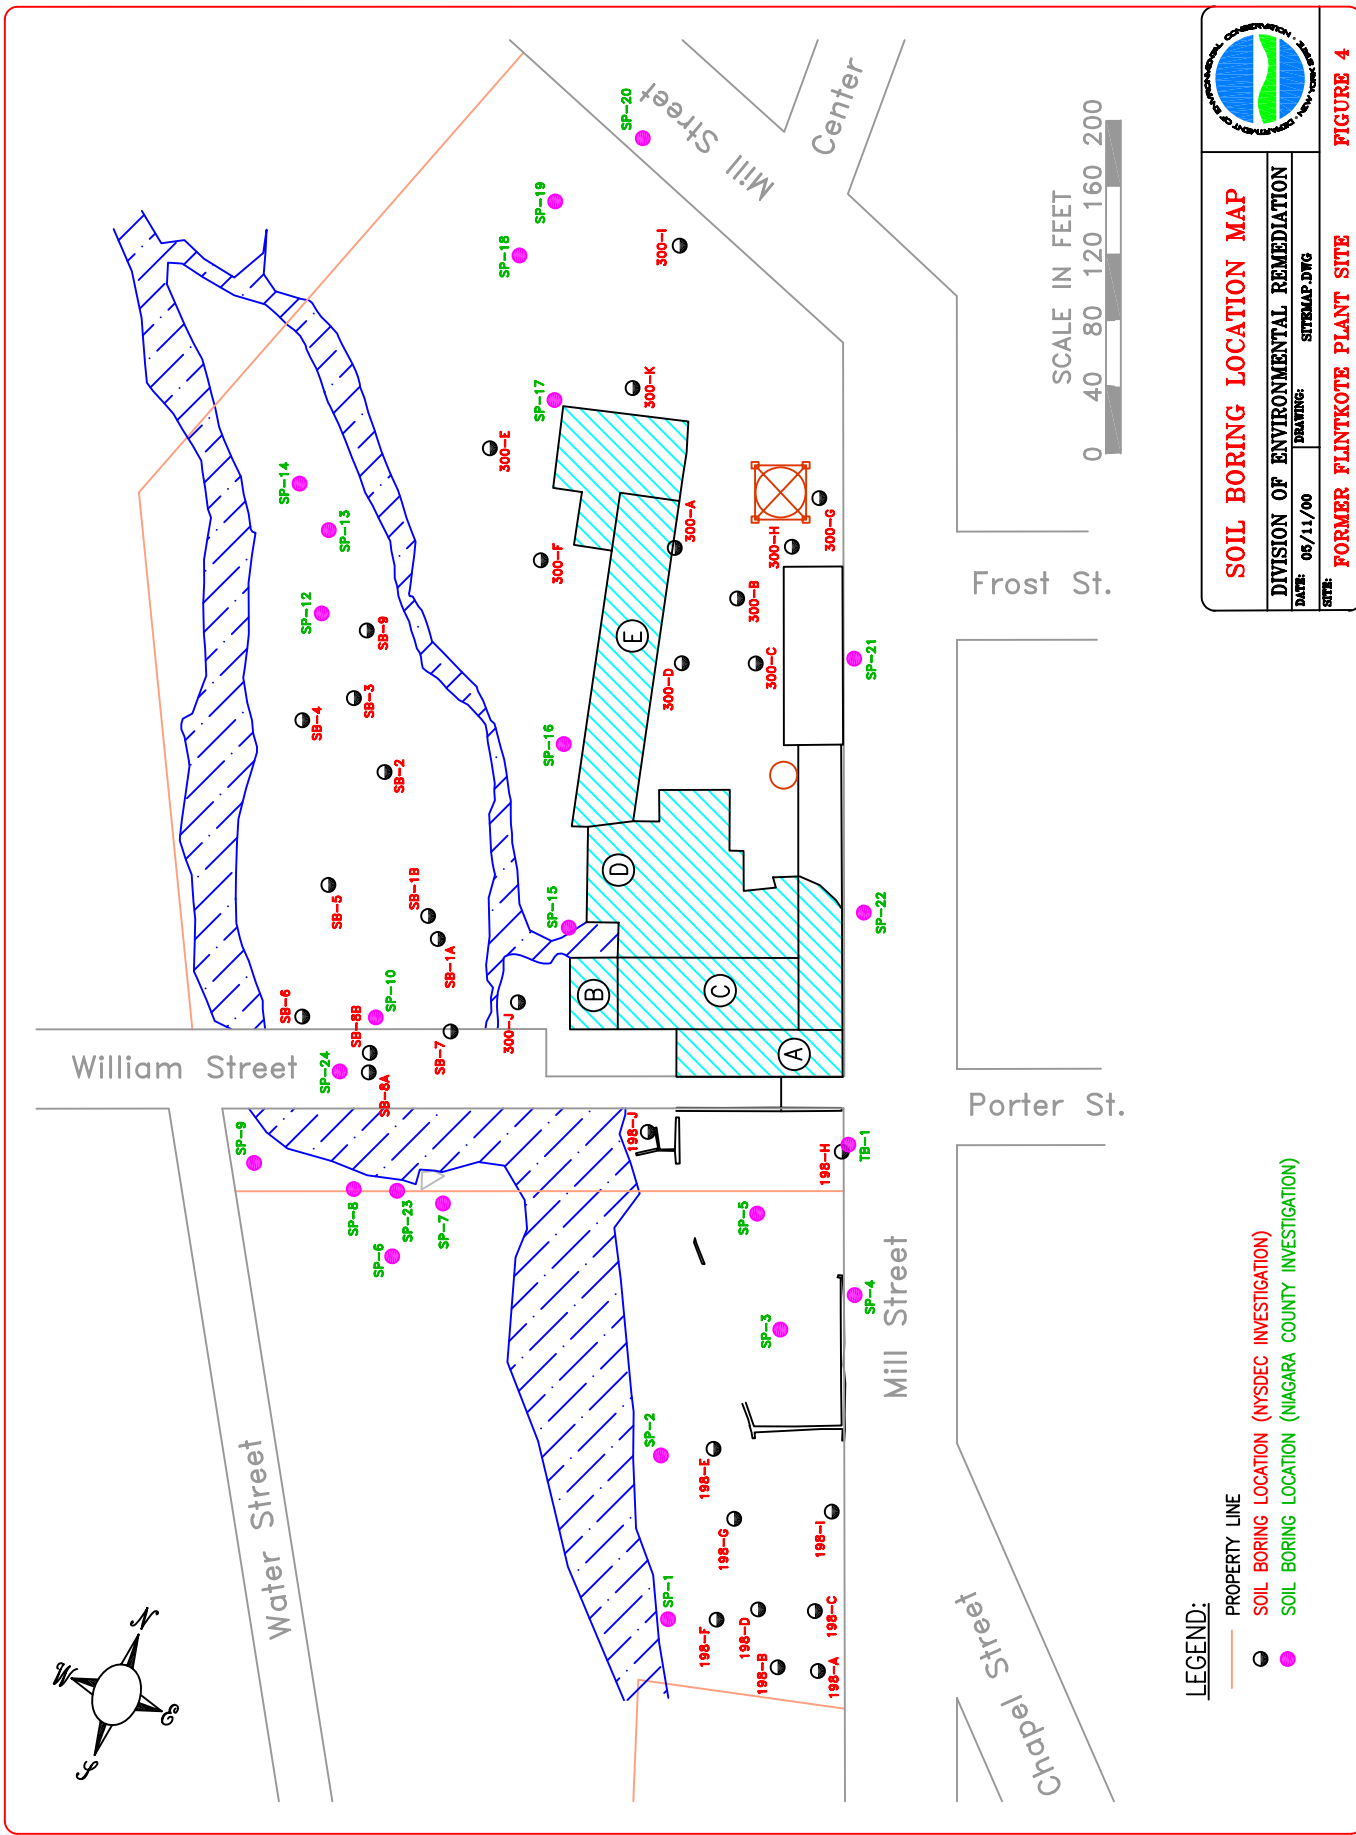 SOIL BORING LOCATION MAP
DIVISION OF ENVIRONMENTAL REMEDIATION
DATE: 05/11/00
DRAWING: SITEMAP.DWG
SITE: FORMER FLINTKOTE PLANT SITE
FIGURE 4
SCALE IN FEET
0 40 80 120 160 200
LEGEND:
PROPERTY LINE
SOIL BORING LOCATION (NYSDEC INVESTIGATION)
SOIL BORING LOCATION (NIAGARA COUNTY INVESTIGATION)
N
W
E
S
Water Street
William Street
Mill Street
Mill Street
Center
Frost St.
Porter St.
Chapel Street
A
B
C
D
E
SP-20
SP-19
SP-18
300-I
SP-17
300-K
300-E
SP-14
SP-13
300-F
300-A
300-G
300-H
300-B
SP-12
SB-9
300-D
300-C
SP-21
SB-3
SB-4
SP-16
SB-2
SB-5
SB-1B
SB-1A
SP-15
SP-22
SB-6
SP-10
SB-8B
SB-7
300-J
SP-24
SB-8A
SP-9
198-J
198-H
TB-1
SP-8
SP-23
SP-7
SP-6
SP-5
SP-4
SP-3
SP-2
198-E
198-G
198-I
SP-1
198-F
198-D
198-C
198-B
198-A